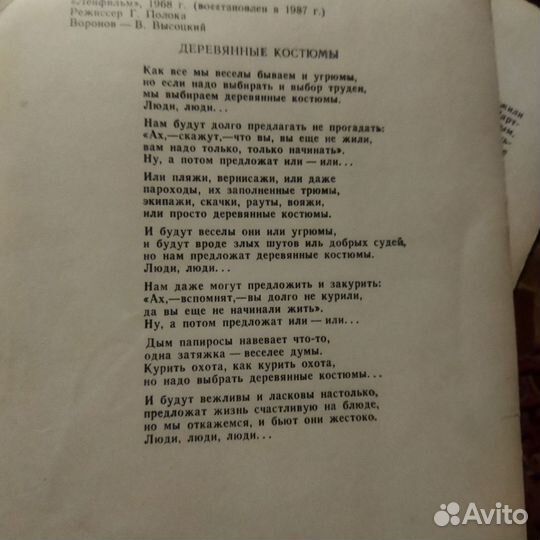 «Ленфильм», 1968 г. (восстановлен в 1987 г.)
Режиссер Г. Полока
Воронов — В. Высоцкий
ДЕРЕВЯННЫЕ КОСТЮМЫ
Как все мы веселы бываем и угрюмы,
но если надо выбирать и выбор труден,
мы выбираем деревянные костюмы.
Люди, люди...
Нам будут долго предлагать не прогадать:
«Ах,—скажут,—что вы, вы еще не жили,
вам надо только, только начинать».
Ну, а потом предложат или — или...
Или пляжи, вернисажи, или даже
пароходы, их заполненные трюмы,
экипажи, скачки, рауты, вояжи,
или просто деревянные костюмы.
И будут веселы они или угрюмы,
и будут вроде злых шутов иль добрых судей,
но нам предложат деревянные костюмы.
Люди, люди...
Нам даже могут предложить и закурить:
«Ах,—вспомнят,—вы долго не курили,
да вы еще не начинали жить».
Ну, а потом предложат или — или...
Дым папиросы навевает что-то,
одна затяжка — веселее думы.
Курить охота, как курить охота,
но надо выбрать деревянные костюмы...
И будут вежливы и ласковы настолько,
предложат жизнь счастливую на блюде,
но мы откажемся, и бьют они жестоко.
Люди, люди, люди...
жили
Avito